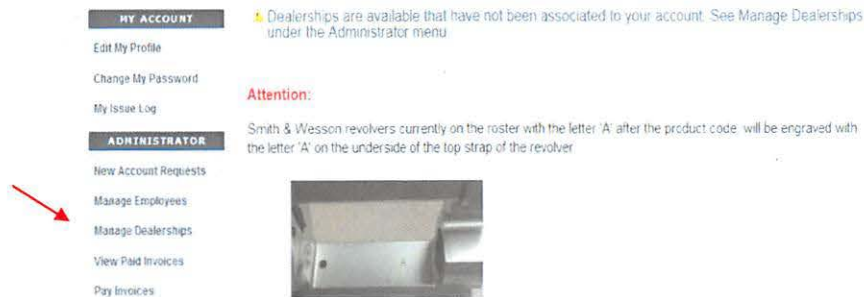 MY ACCOUNT
Edit My Profile
Change My Password
My Issue Log
ADMINISTRATOR
New Account Requests
Manage Employees
Manage Dealerships
View Paid Invoices
Pay Invoices
Dealerships are available that have not been associated to your account. See Manage Dealerships
under the Administrator menu
Attention:
Smith & Wesson revolvers currently on the roster with the letter 'A' after the product code, will be engraved with
the letter 'A' on the underside of the top strap of the revolver